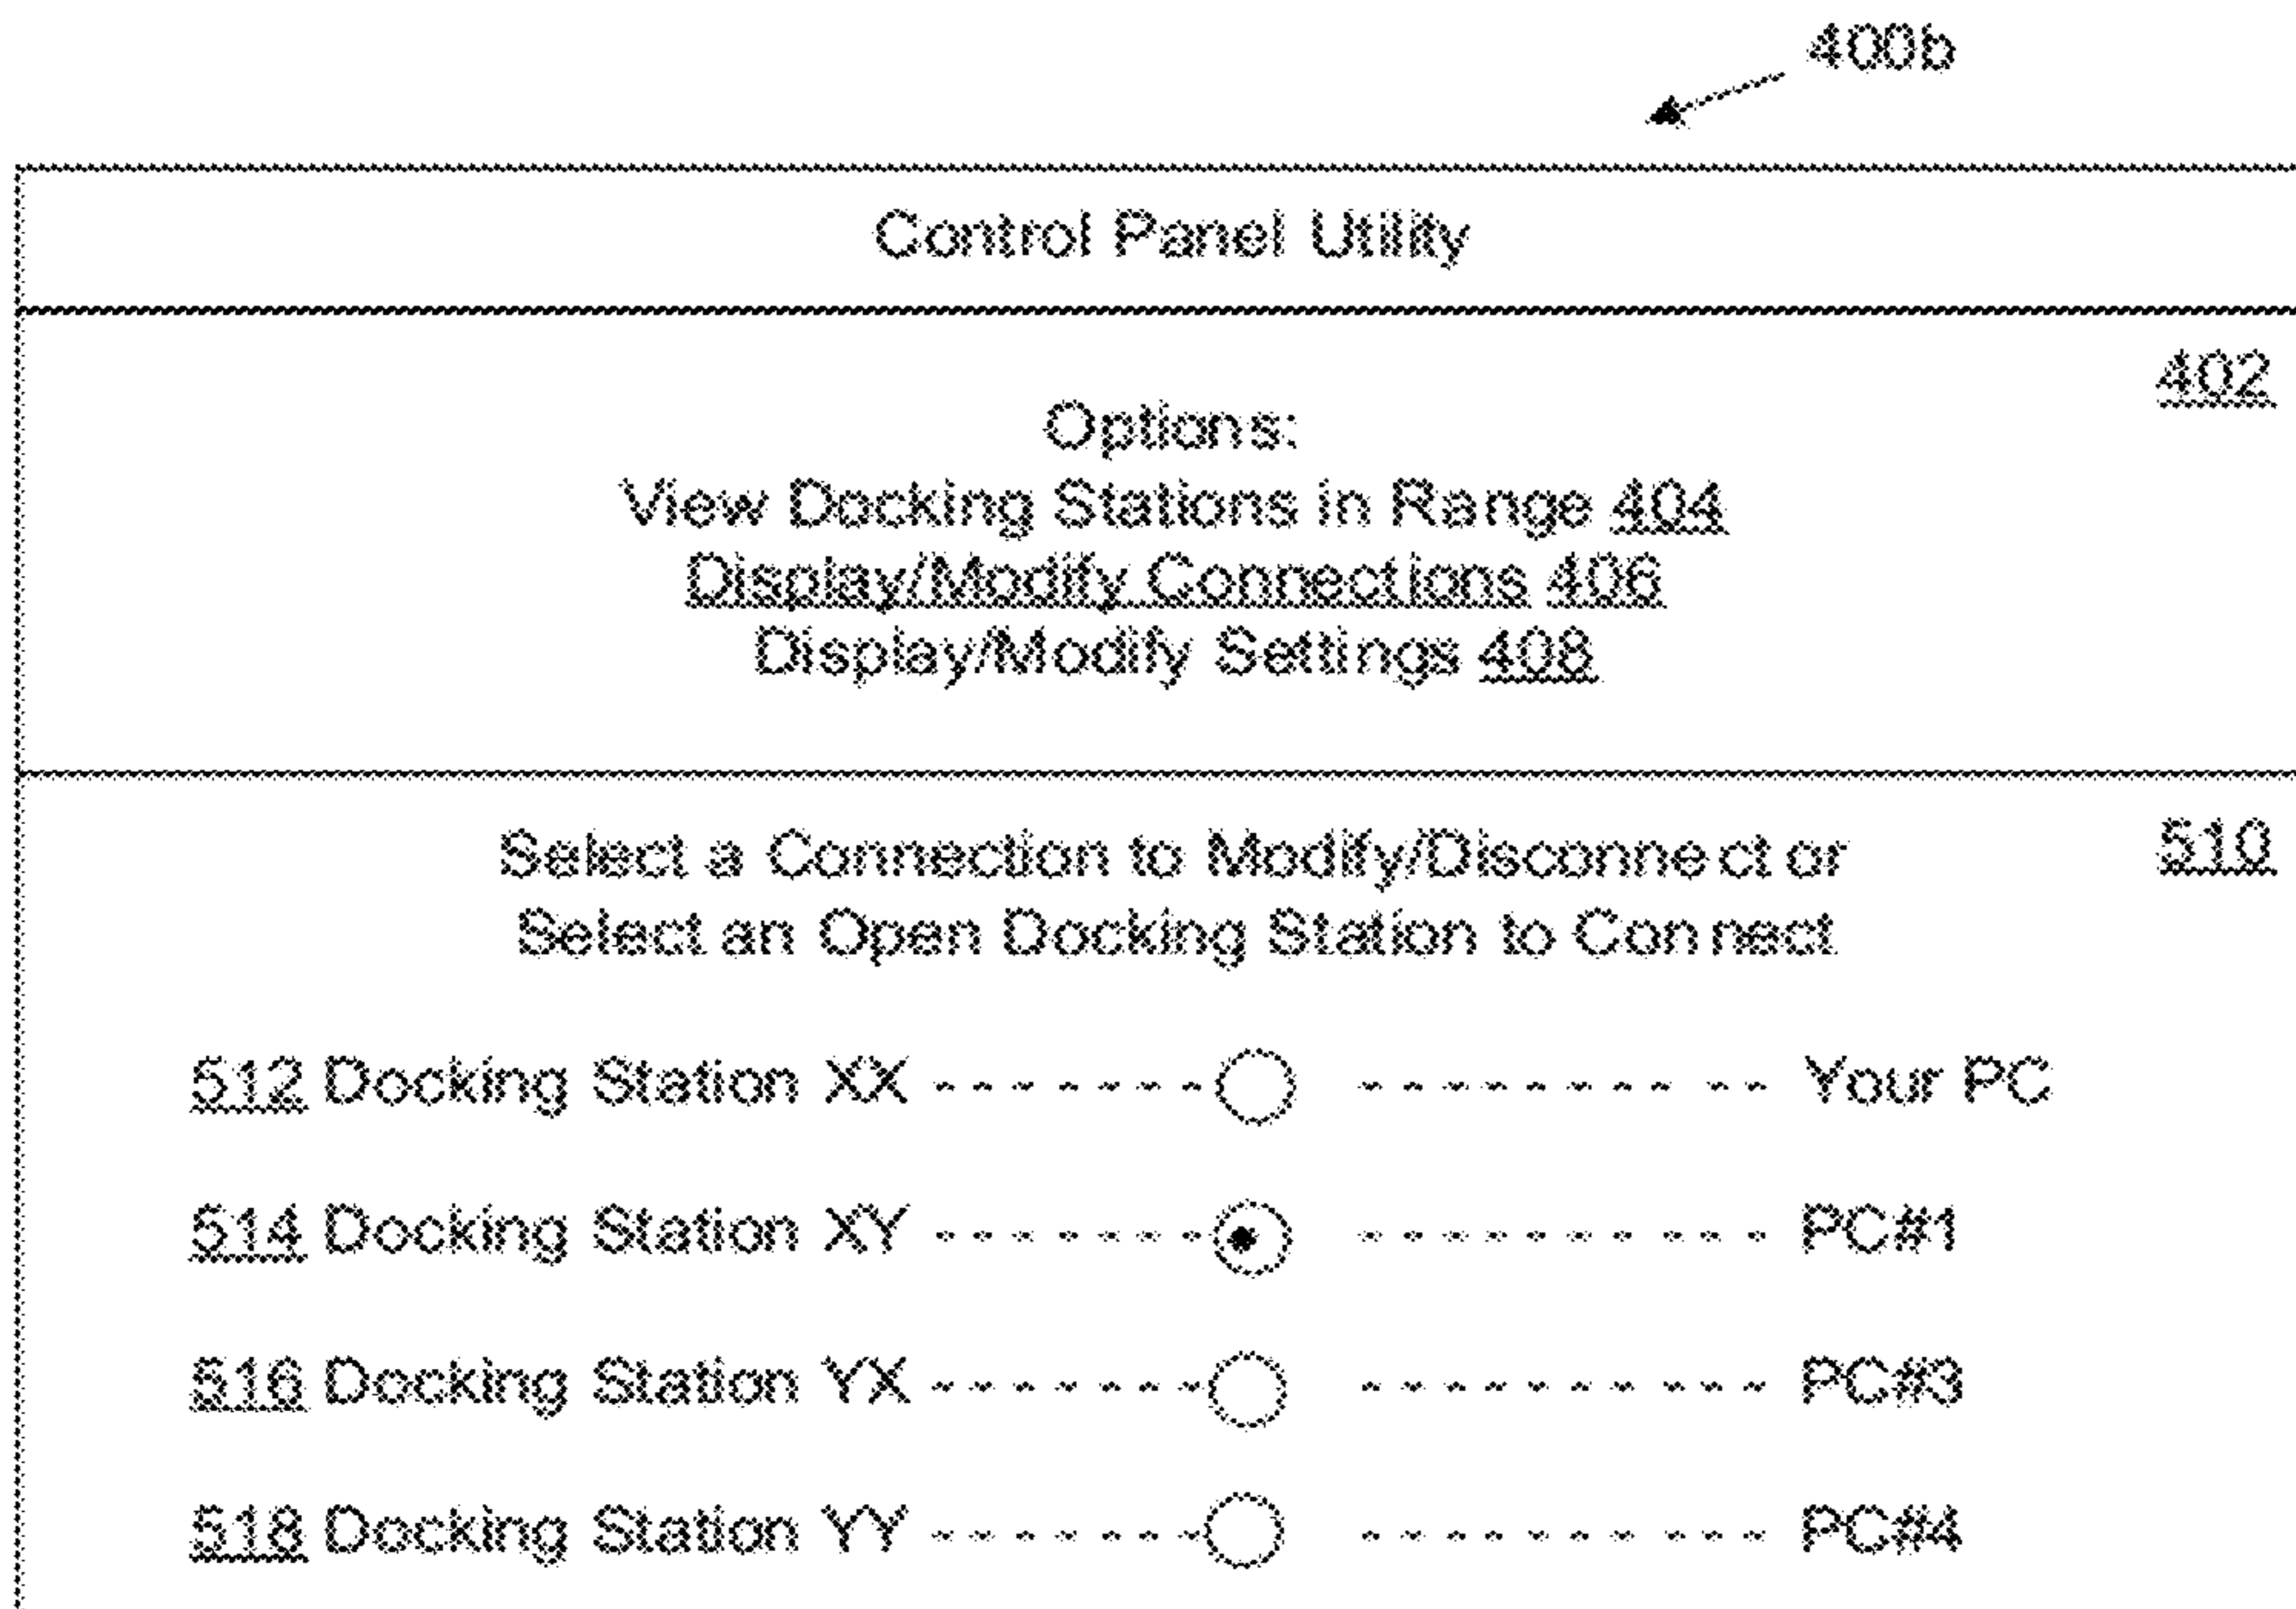 400b
Control Panel Utility
402
Options:
View Docking Stations in Range 404
Display/Modify Connections 406
Display/Modify Settings 408
Select a Connection to Modify/Disconnect or 510
Select an Open Docking Station to Connect
512 Docking Station XX Your PC
514 Docking Station XY PC#1
516 Docking Station YX PC#3
518 Docking Station YY PC#4